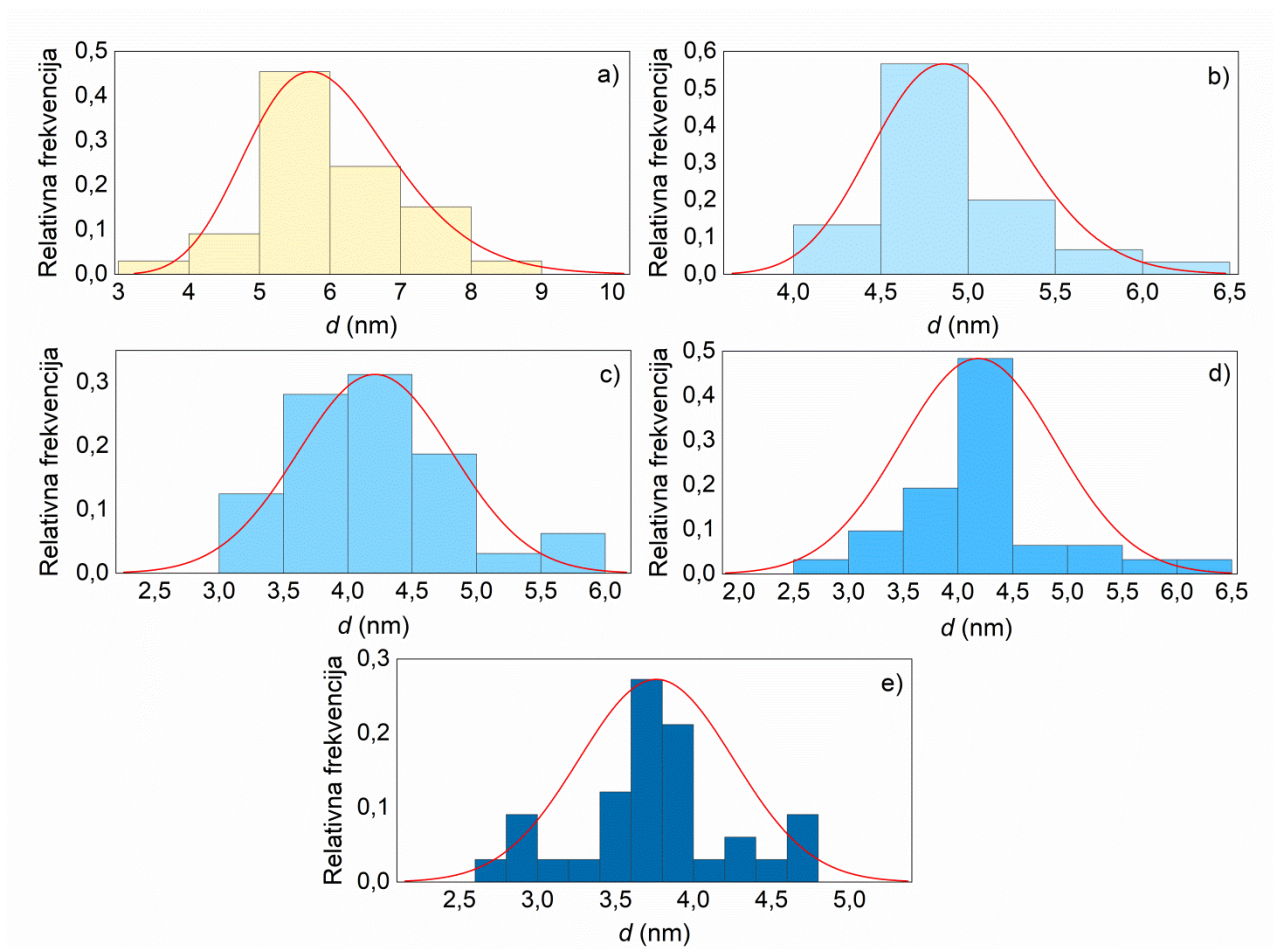 a)
Relativna frekvencija
0,5
0,4
0,3
0,2
0,1
0,0
3 4 5 6 7 8 9 10
d (nm)
b)
Relativna frekvencija
0,6
0,5
0,4
0,3
0,2
0,1
0,0
4,0 4,5 5,0 5,5 6,0 6,5
d (nm)
c)
Relativna frekvencija
0,3
0,2
0,1
0,0
2,5 3,0 3,5 4,0 4,5 5,0 5,5 6,0
d (nm)
d)
Relativna frekvencija
0,5
0,4
0,3
0,2
0,1
0,0
2,0 2,5 3,0 3,5 4,0 4,5 5,0 5,5 6,0 6,5
d (nm)
e)
Relativna frekvencija
0,3
0,2
0,1
0,0
2,5 3,0 3,5 4,0 4,5 5,0
d (nm)